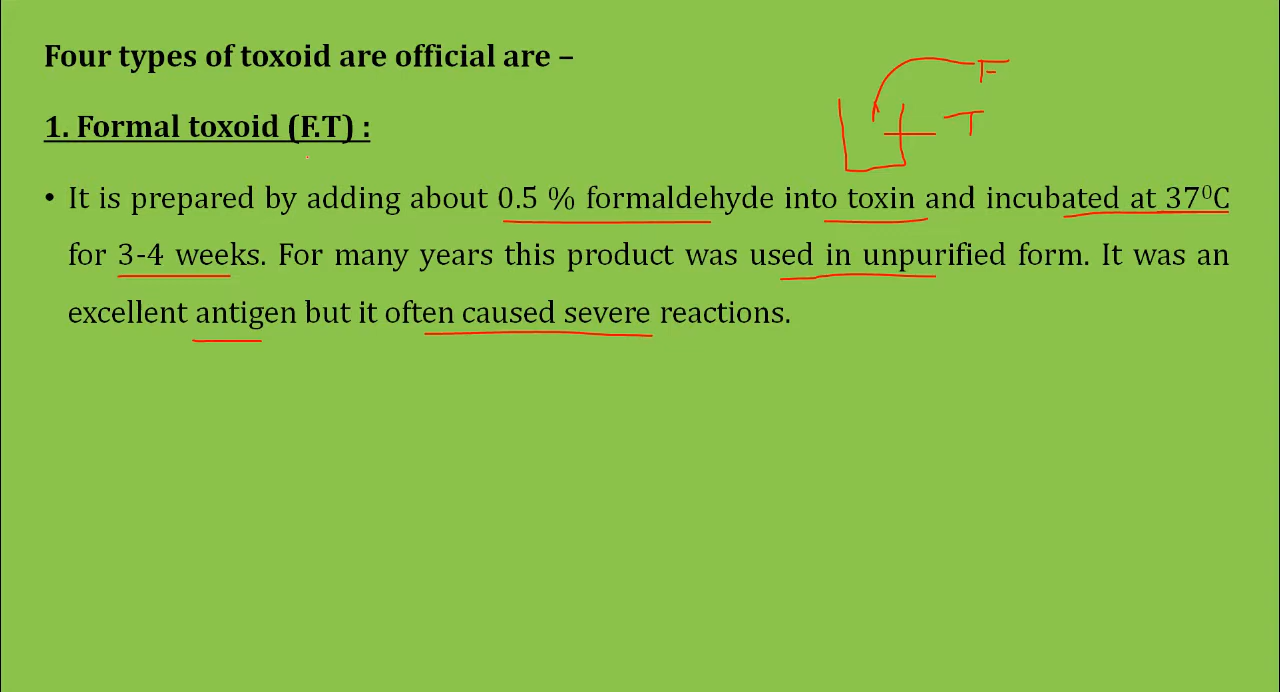 Four types of toxoid are official are –
F
T
1. Formal toxoid (F.T) :
• It is prepared by adding about 0.5 % formaldehyde into toxin and incubated at 37⁰C
for 3-4 weeks. For many years this product was used in unpurified form. It was an
excellent antigen but it often caused severe reactions.